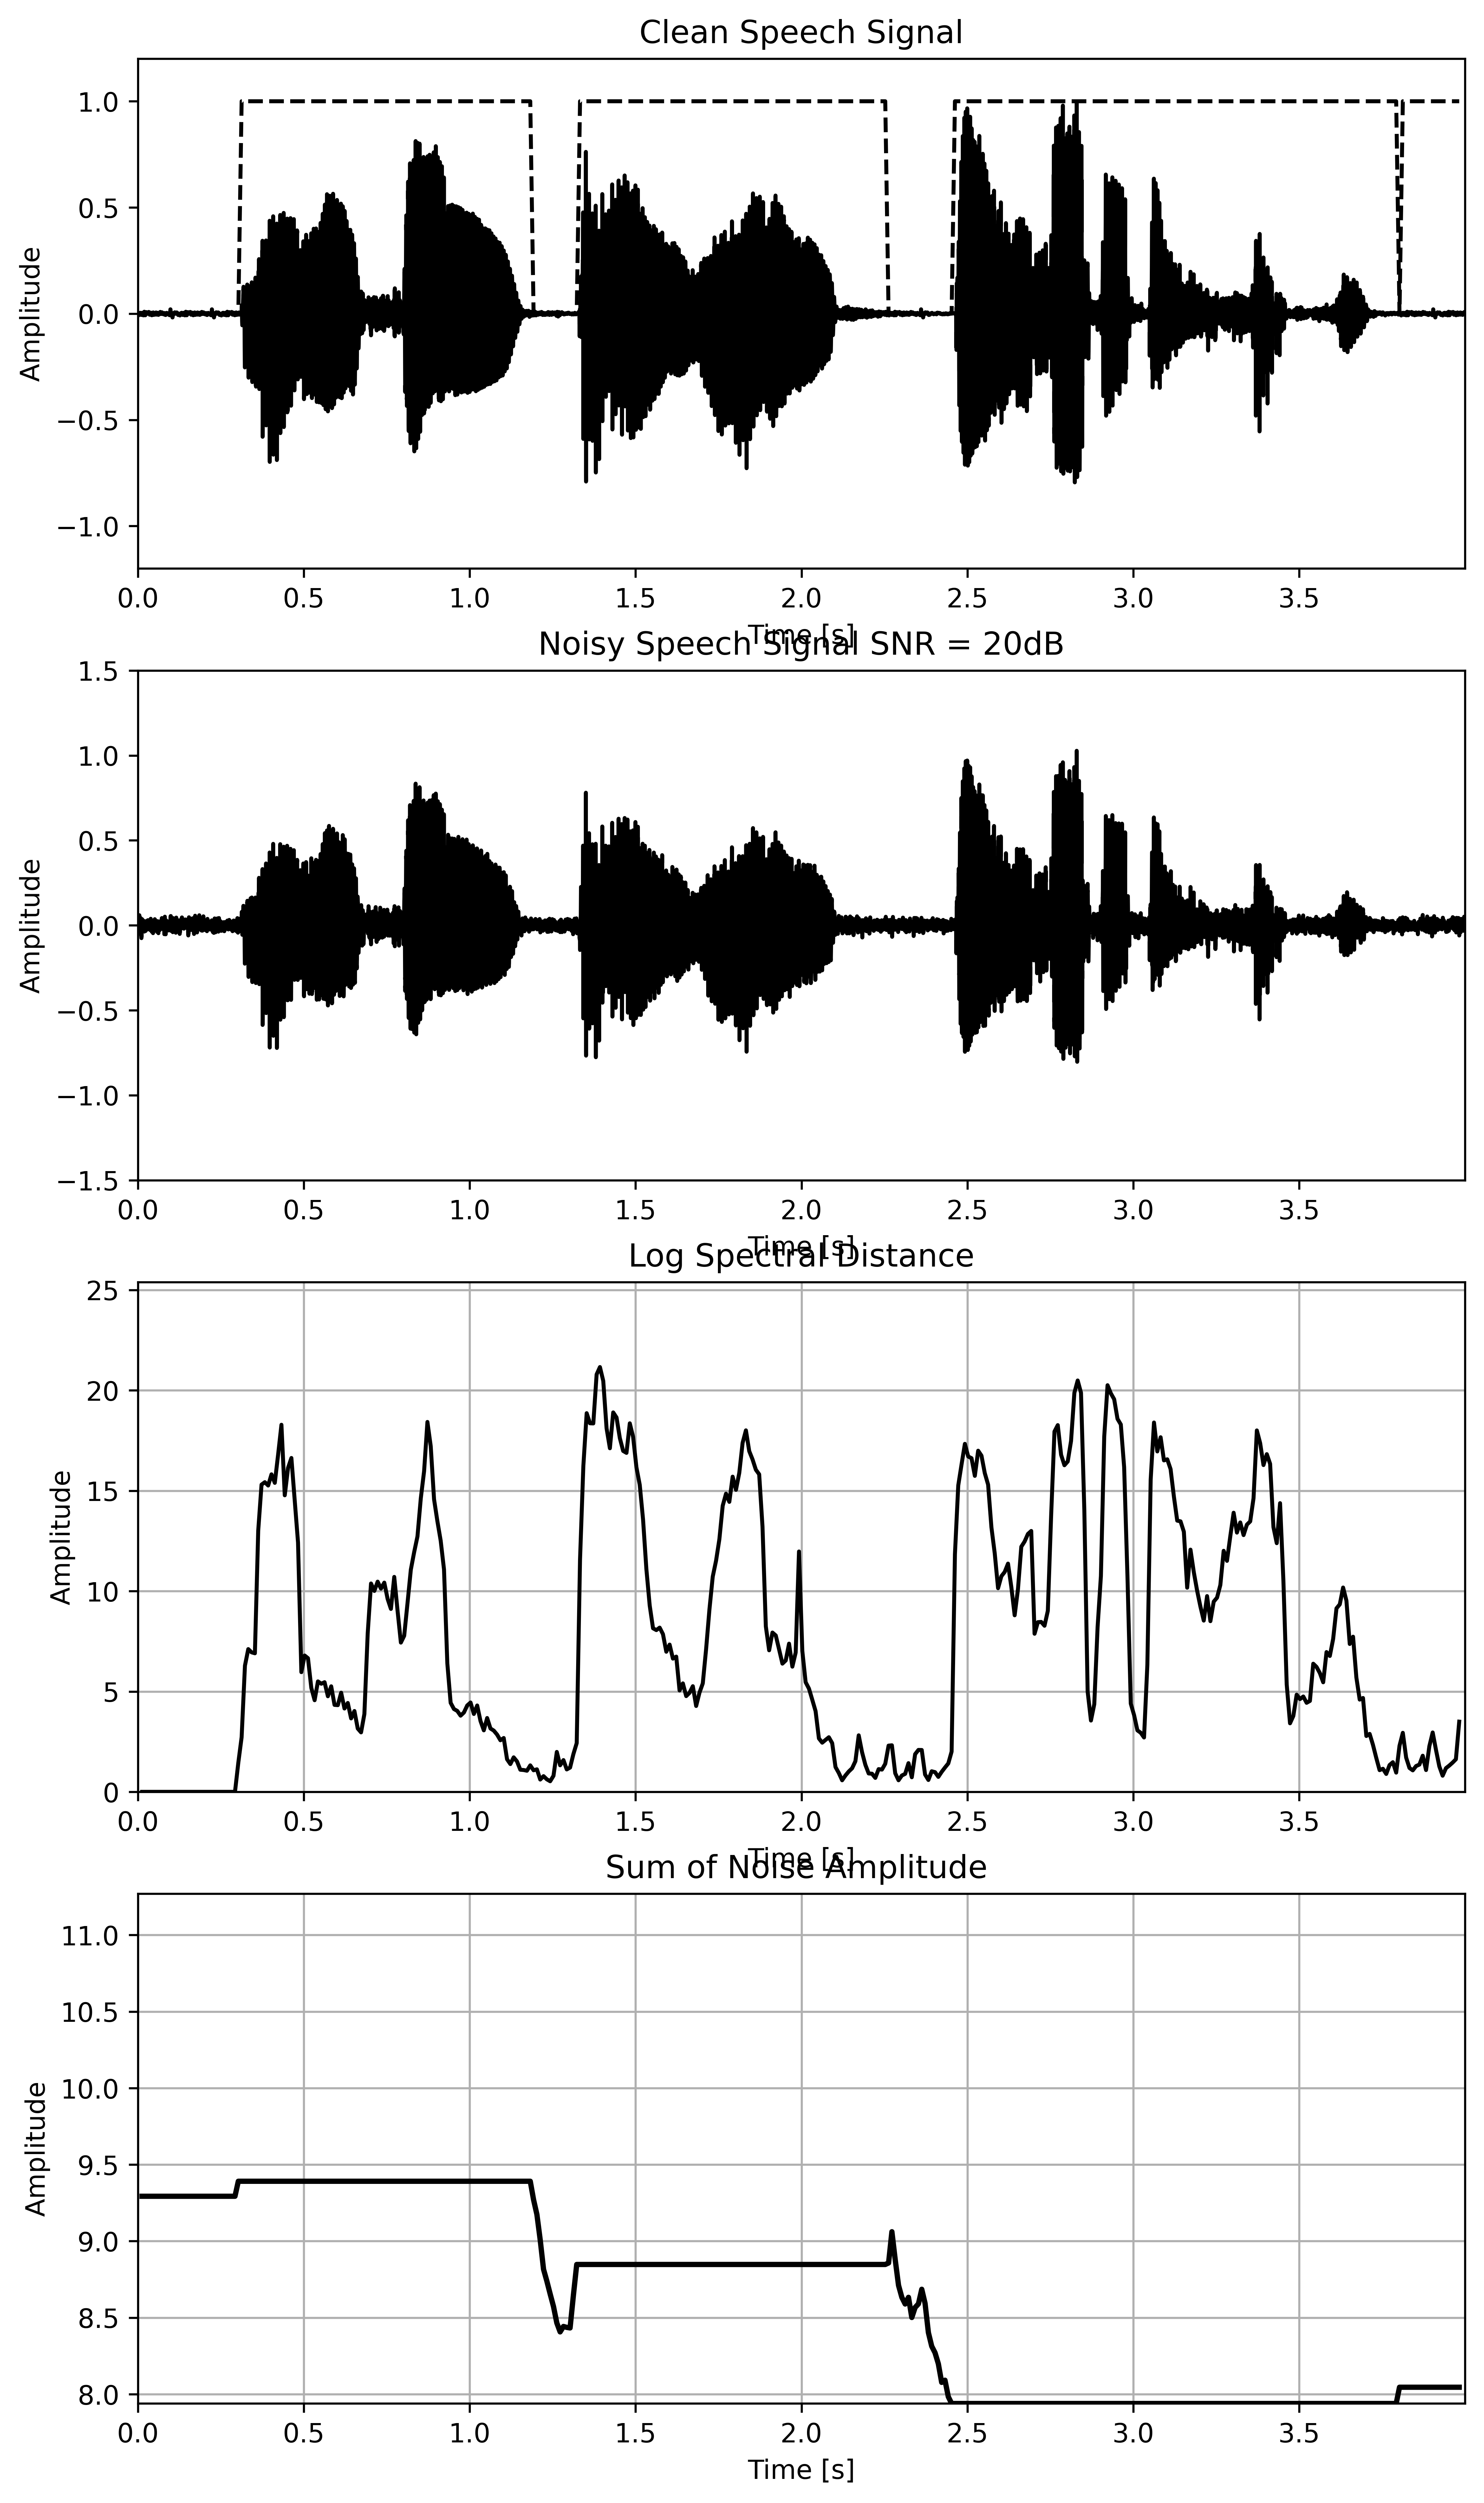 Clean Speech Signal
1.0
0.5
0.0
−0.5
−1.0
Amplitude
0.0 0.5 1.0 1.5 2.0 2.5 3.0 3.5
Time [s]
Noisy Speech Signal SNR = 20dB
1.5
1.0
0.5
0.0
−0.5
−1.0
−1.5
Amplitude
0.0 0.5 1.0 1.5 2.0 2.5 3.0 3.5
Time [s]
Log Spectral Distance
25
20
15
10
5
0
Amplitude
0.0 0.5 1.0 1.5 2.0 2.5 3.0 3.5
Time [s]
Sum of Noise Amplitude
11.0
10.5
10.0
9.5
9.0
8.5
8.0
Amplitude
0.0 0.5 1.0 1.5 2.0 2.5 3.0 3.5
Time [s]